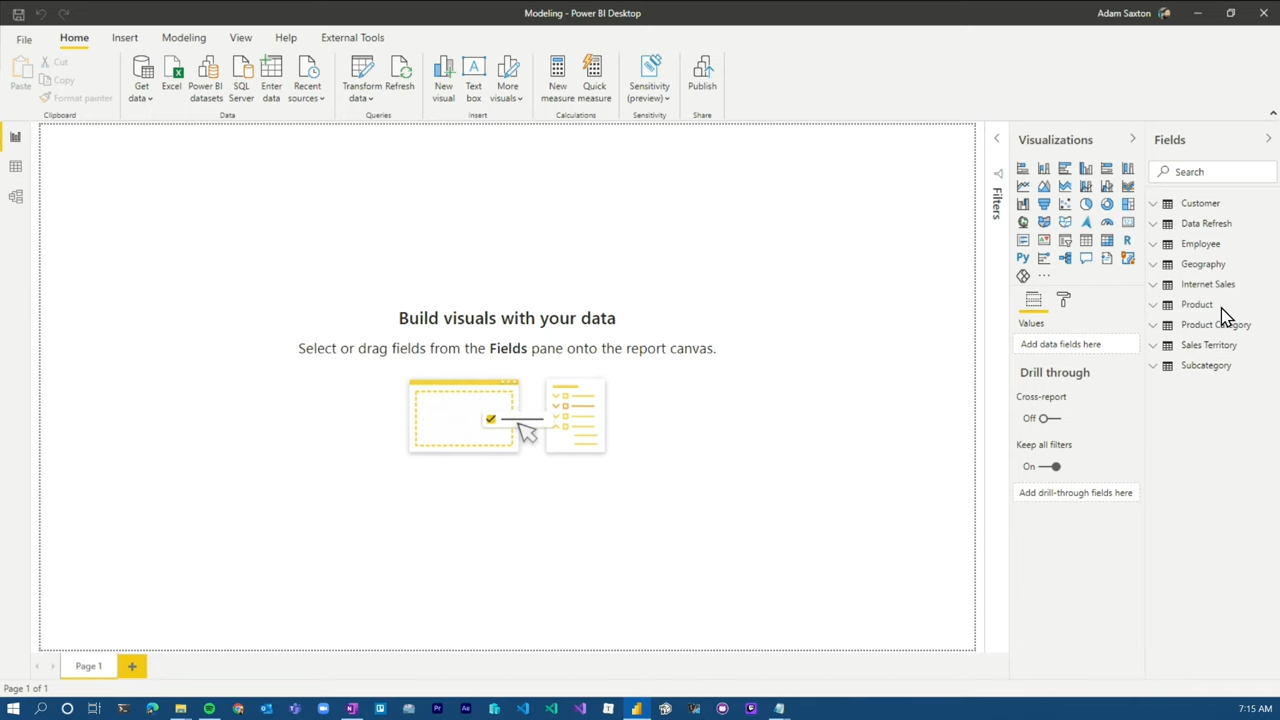 Modeling - Power BI Desktop
Adam Saxton
File
Home
Insert
Modeling
View
Help
External Tools
Paste
Cut
Copy
Format painter
Clipboard
Get data
Excel
Power BI datasets
SQL Server
Enter data
Recent sources
Data
Transform data
Refresh
Queries
New visual
Text box
More visuals
Insert
New measure
Quick measure
Calculations
Sensitivity (preview)
Sensitivity
Publish
Share
Build visuals with your data
Select or drag fields from the Fields pane onto the report canvas.
Filters
Visualizations
R
Py
Values
Add data fields here
Drill through
Cross-report
Off
Keep all filters
On
Add drill-through fields here
Fields
Search
Customer
Data Refresh
Employee
Geography
Internet Sales
Product
Product Category
Sales Territory
Subcategory
Page 1
Page 1 of 1
7:15 AM